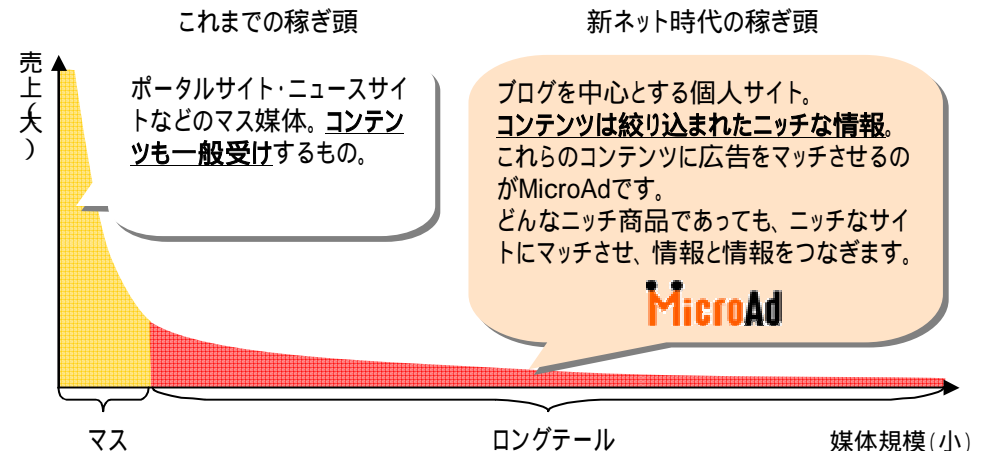 これまでの稼ぎ頭
新ネット時代の稼ぎ頭
売上(大)
ポータルサイト・ニュースサイ
トなどのマス媒体。コンテン
ツも一般受けするもの。
ブログを中心とする個人サイト。
コンテンツは絞り込まれたニッチな情報。
これらのコンテンツに広告をマッチさせるの
がMicroAdです。
どんなニッチ商品であっても、ニッチなサイ
トにマッチさせ、情報と情報をつなぎます。
MicroAd
マス
ロングテール
媒体規模(小)